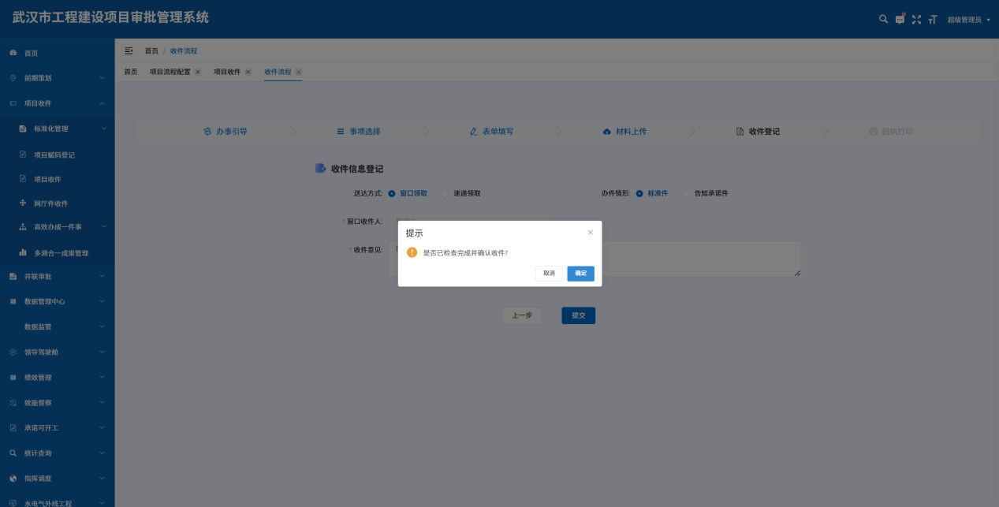 武汉市工程建设项目审批管理系统
超级管理员
首页
前期策划
项目收件
标准化管理
项目赋码登记
项目收件
网厅件收件
高效办成一件事
多测合一成果管理
并联审批
数据管理中心
数据监管
领导驾驶舱
绩效管理
效能督察
承诺可开工
统计查询
指挥调度
水电气外线工程
首页 / 收件流程
首页 项目流程配置 项目收件 收件流程
办事引导 事项选择 表单填写 材料上传 收件登记 回执打印
收件信息登记
送达方式: 窗口领取 速递领取 办件情形: 标准件 告知承诺件
* 窗口收件人:
* 收件意见:
提示
是否已检查完成并确认收件?
取消 确定
上一步 提交